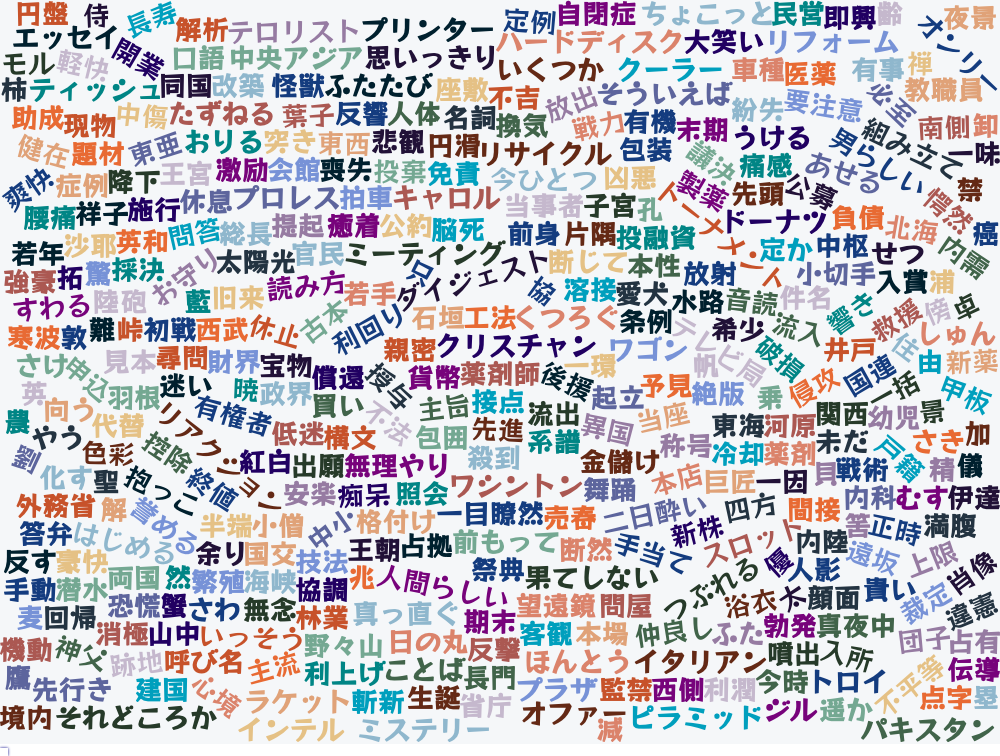 円盤 侍 長寿 解析 テロリスト プリンター 定例 自閉症 ちょこっと 民営 即興 齢 オンリー 夜景
エッセイ 開業 口語 中央アジア 思いっきり ハードディスク 大笑い リフォーム
モル 軽快 いくつか クーラー 車種 医薬 有事 禅
柿 ティッシュ 同国 改築 怪獣 ふたたび 座敷 不吉 放出 そういえば 紛失 要注意 必至 教職員
助成 現物 中傷 たずねる 葉子 反響 人体 名詞 換気 戦力 有機 末期 うける 男らしい 組み立て 南側 卸
健在 題材 東亜 おりる 突き 東西 悲観 円滑 リサイクル 包装 議決 痛感 あせる 一味
爽快 症例 降下 王宮 激励 会館 喪失 投棄 免責 今ひとつ 凶悪 製薬 先頭 公募 禁
腰痛 祥子 施行 休息 プロレス 拍車 キャロル 当事者 子宮 孔 トーメイト ドーナツ 負債 北海 愕然 癌
若年 沙耶 英和 問答 総長 提起 癒着 公約 脳死 前身 片隅 投融資 定か 中枢 せつ 内需
強豪 拓 驚 採決 お守り 太陽光 官民 ミーティング 只 ダイジェスト 断じて 本性 放射 小切手 入賞 浦
すわる 陸砲 藍 旧来 読み方 若手 協 溶接 愛犬 水路 音読 件名 響き 救援 傍 卓
寒波 敦 難 峠 初戦 西武 休止 古本 利回り 石垣 工法 くつろぐ 条例 テレビ局 希少 流入 しゅん
さけ 申込 見本 尋問 財界 宝物 親密 クリスチャン 一環 ワゴン 帆 破損 井戸 住 由 新薬
英 羽根 迷い 暁 政界 償還 授与 貨幣 薬剤師 後援 起立 予見 絶版 乗 侵攻 国連 一括 甲板
農 向う 代替 リアクション 有権者 買い 不法 主旨 接点 流出 異国 当座 東海 河原 関西 幼児 景
劉 やう 色彩 控除 低迷 構文 包囲 先進 系譜 称号 冷却 薬剤 未だ 戸籍 さき 加
化す 聖 抱っこ 終値 紅白 出願 無理やり 殺到 金儲け 本店 巨匠 一因 貝 戦術 精 儀
外務省 解 誉める 安楽 痴呆 照会 ワシントン 舞踊 二日酔い 新株 四方 間接 内科 むす 伊達
答弁 はじめる 半端 小僧 中小 格付け 一目瞭然 売春 スロット 内陸 答 正時 満腹
反す 豪快 余り 国文 技法 王朝 占拠 前もって 断然 手当て 優 人影 遠坂 上限 肖像
手動 潜水 両国 然 繁殖 海峡 協調 兆 人間らしい 祭典 果てしない つぶれる 浴衣 太 顔面 貴い 裁定 違憲
麦 回帰 恐慌 蟹 さわ 無念 林業 真っ直ぐ 期末 望遠鏡 問屋
機動 神父 消極 山中 いっそう 野々山 日の丸 反撃 客観 本場 仲良し ふた 勃発 真夜中 団子 占有
鷹 先行き 跡地 呼び名 主流 利上げ ことば 長門 ほんとう イタリアン 噴出 入所 伝導
建国 心境 ラケット 斬新 生誕 省庁 プラザ 監禁 西側 利潤 今時 トロイ 不平等 点字 塁
境内 それどころか インテル ミステリー オファー 減 ピラミッド ジル 遥か パキスタン